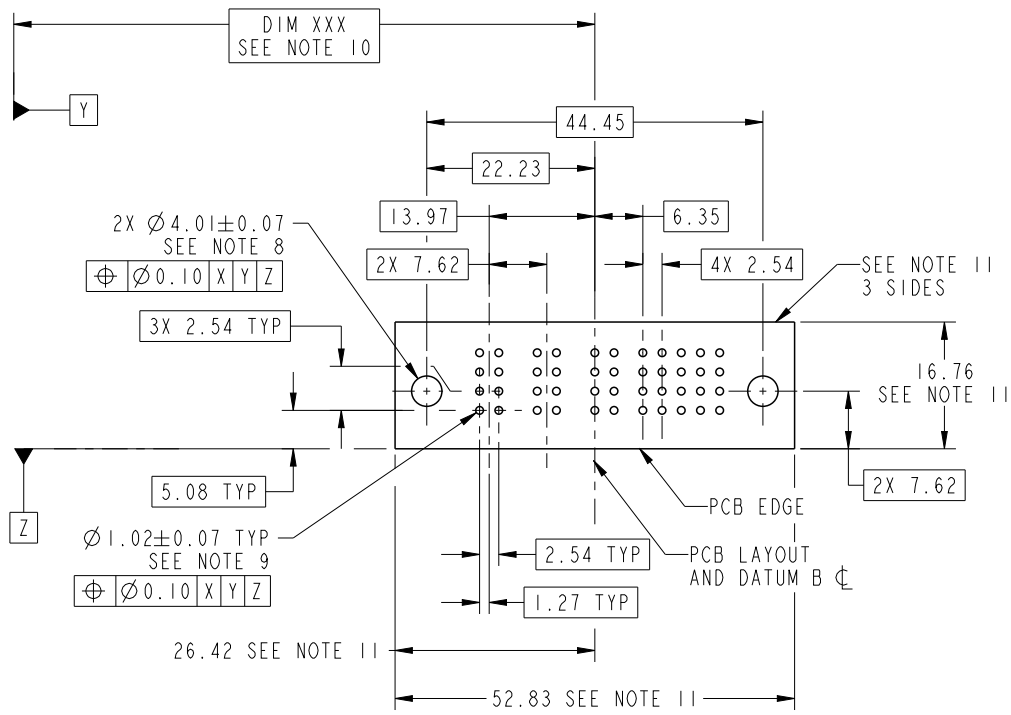 DIM XXX
SEE NOTE 10
Y
44.45
22.23
13.97
6.35
2X Ø4.01±0.07
SEE NOTE 8
⌖ Ø0.10 X Y Z
2X 7.62
4X 2.54
SEE NOTE 11
3 SIDES
3X 2.54 TYP
16.76
SEE NOTE 11
5.08 TYP
2X 7.62
Z
PCB EDGE
Ø1.02±0.07 TYP
SEE NOTE 9
⌖ Ø0.10 X Y Z
2.54 TYP
PCB LAYOUT
AND DATUM B ℄
1.27 TYP
26.42 SEE NOTE 11
52.83 SEE NOTE 11